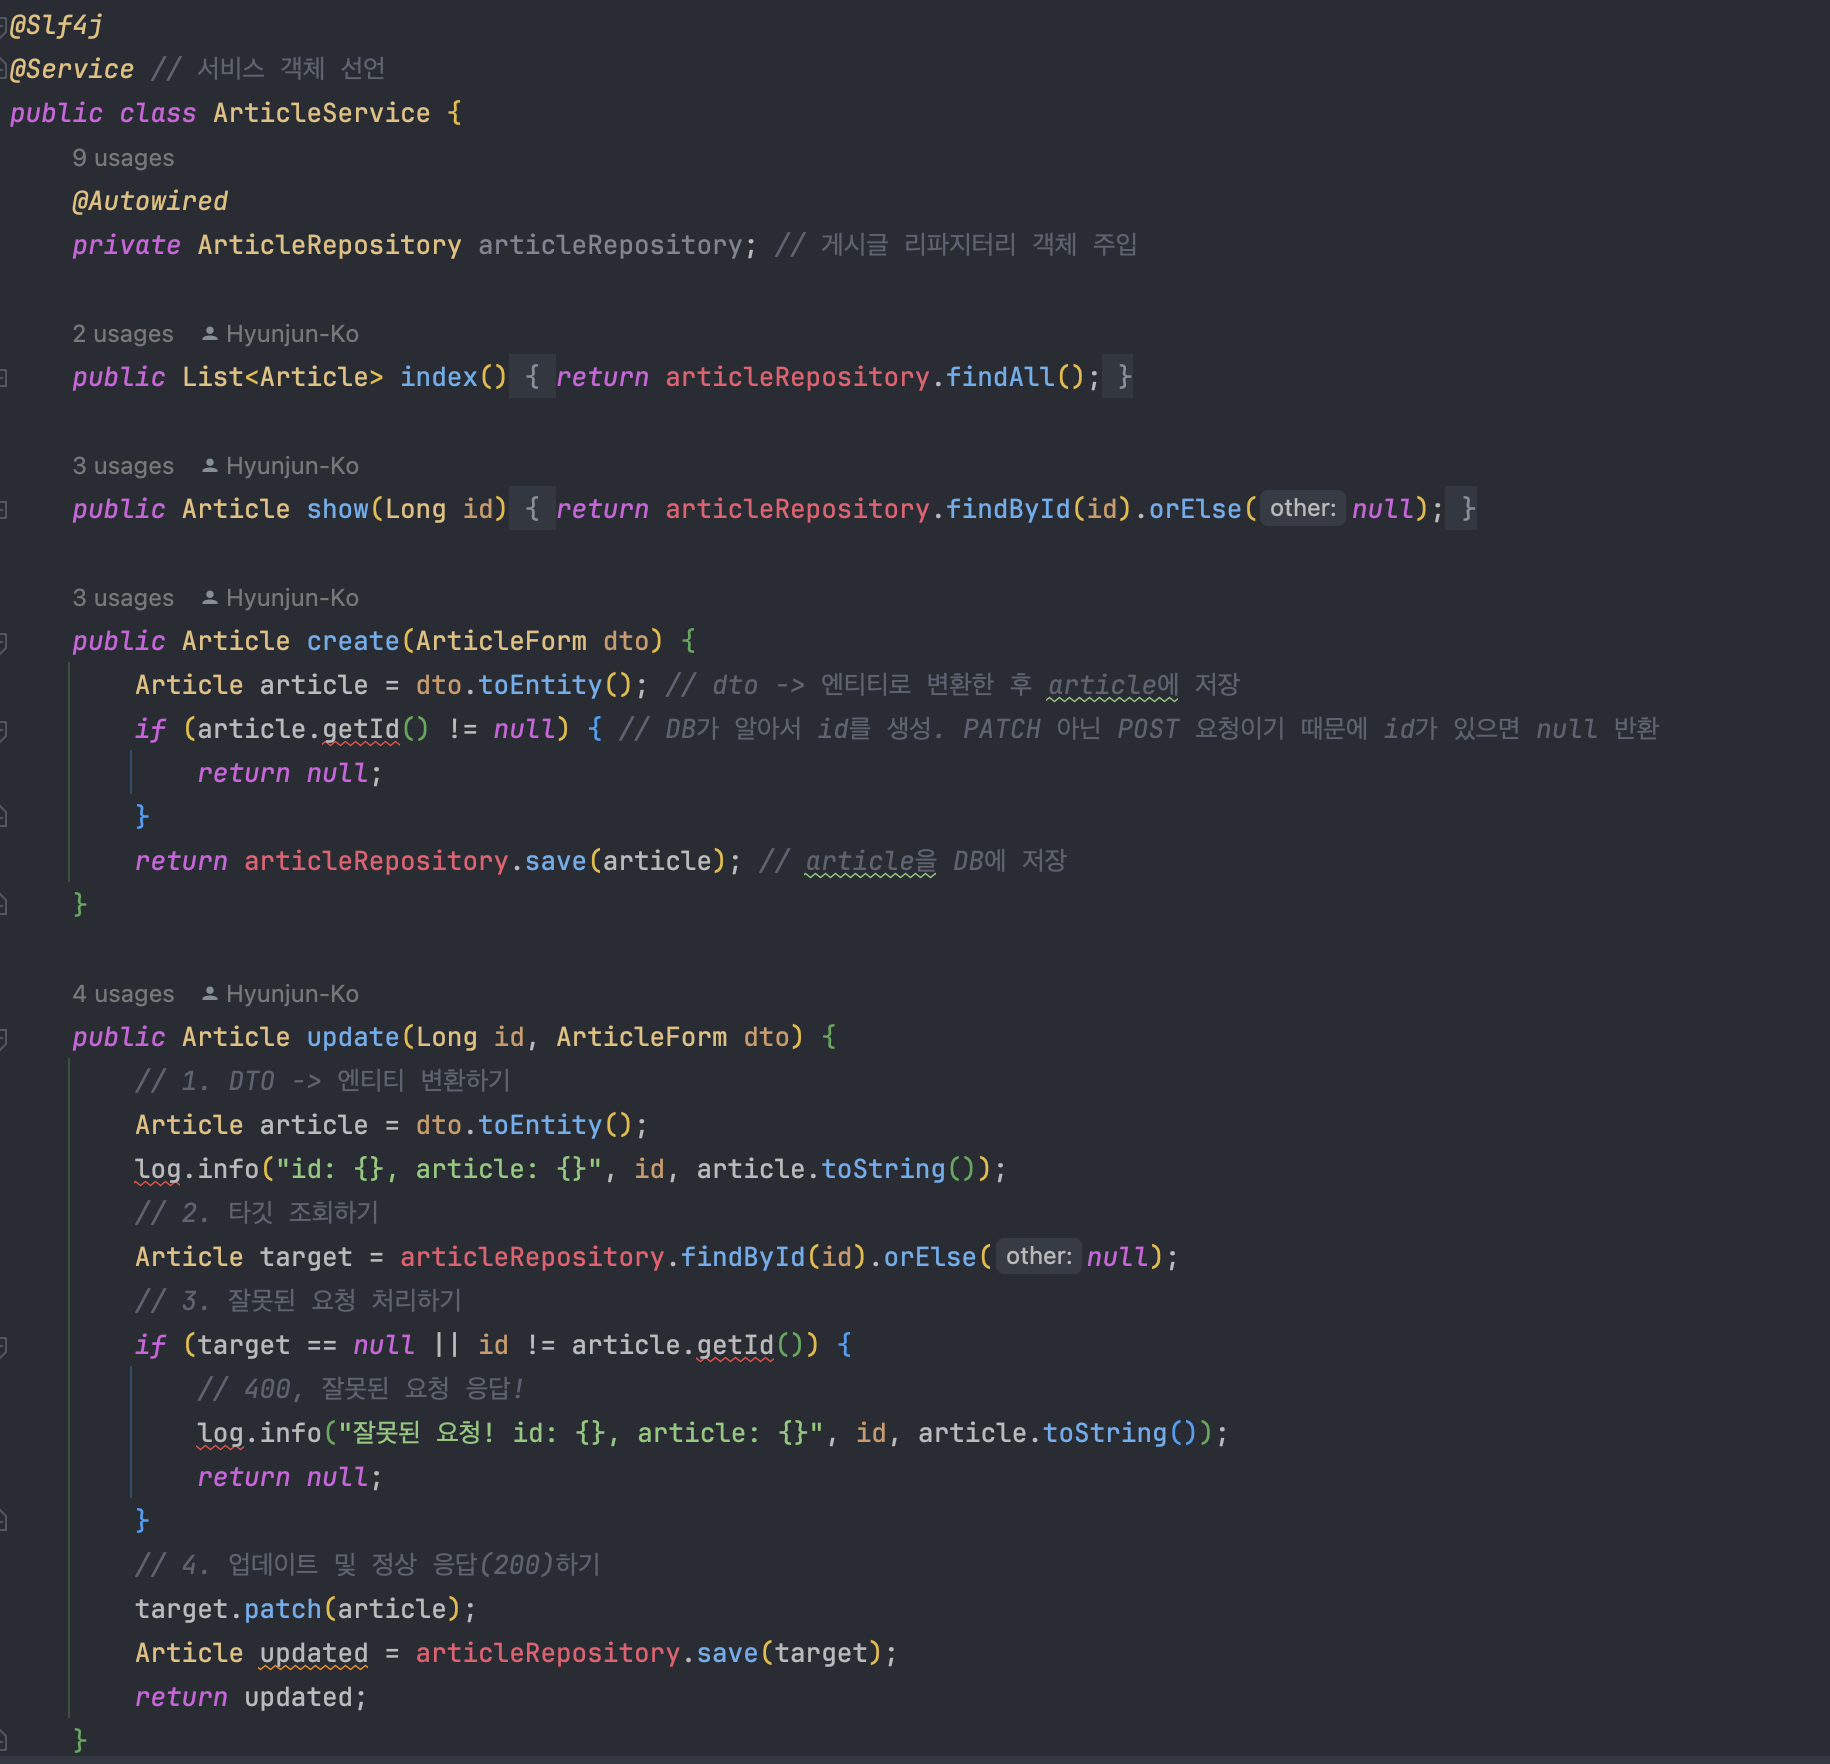 @Slf4j
@Service // 서비스 객체 선언
public class ArticleService {
9 usages
@Autowired
private ArticleRepository articleRepository; // 게시글 리파지터리 객체 주입
2 usages Hyunjun-Ko
public List<Article> index() { return articleRepository.findAll(); }
3 usages Hyunjun-Ko
public Article show(Long id) { return articleRepository.findById(id).orElse( other: null); }
3 usages Hyunjun-Ko
public Article create(ArticleForm dto) {
Article article = dto.toEntity(); // dto -> 엔티티로 변환한 후 article에 저장
if (article.getId() != null) { // DB가 알아서 id를 생성. PATCH 아닌 POST 요청이기 때문에 id가 있으면 null 반환
return null;
}
return articleRepository.save(article); // article을 DB에 저장
}
4 usages Hyunjun-Ko
public Article update(Long id, ArticleForm dto) {
// 1. DTO -> 엔티티 변환하기
Article article = dto.toEntity();
log.info("id: {}, article: {}", id, article.toString());
// 2. 타깃 조회하기
Article target = articleRepository.findById(id).orElse( other: null);
// 3. 잘못된 요청 처리하기
if (target == null || id != article.getId()) {
// 400, 잘못된 요청 응답!
log.info("잘못된 요청! id: {}, article: {}", id, article.toString());
return null;
}
// 4. 업데이트 및 정상 응답(200)하기
target.patch(article);
Article updated = articleRepository.save(target);
return updated;
}